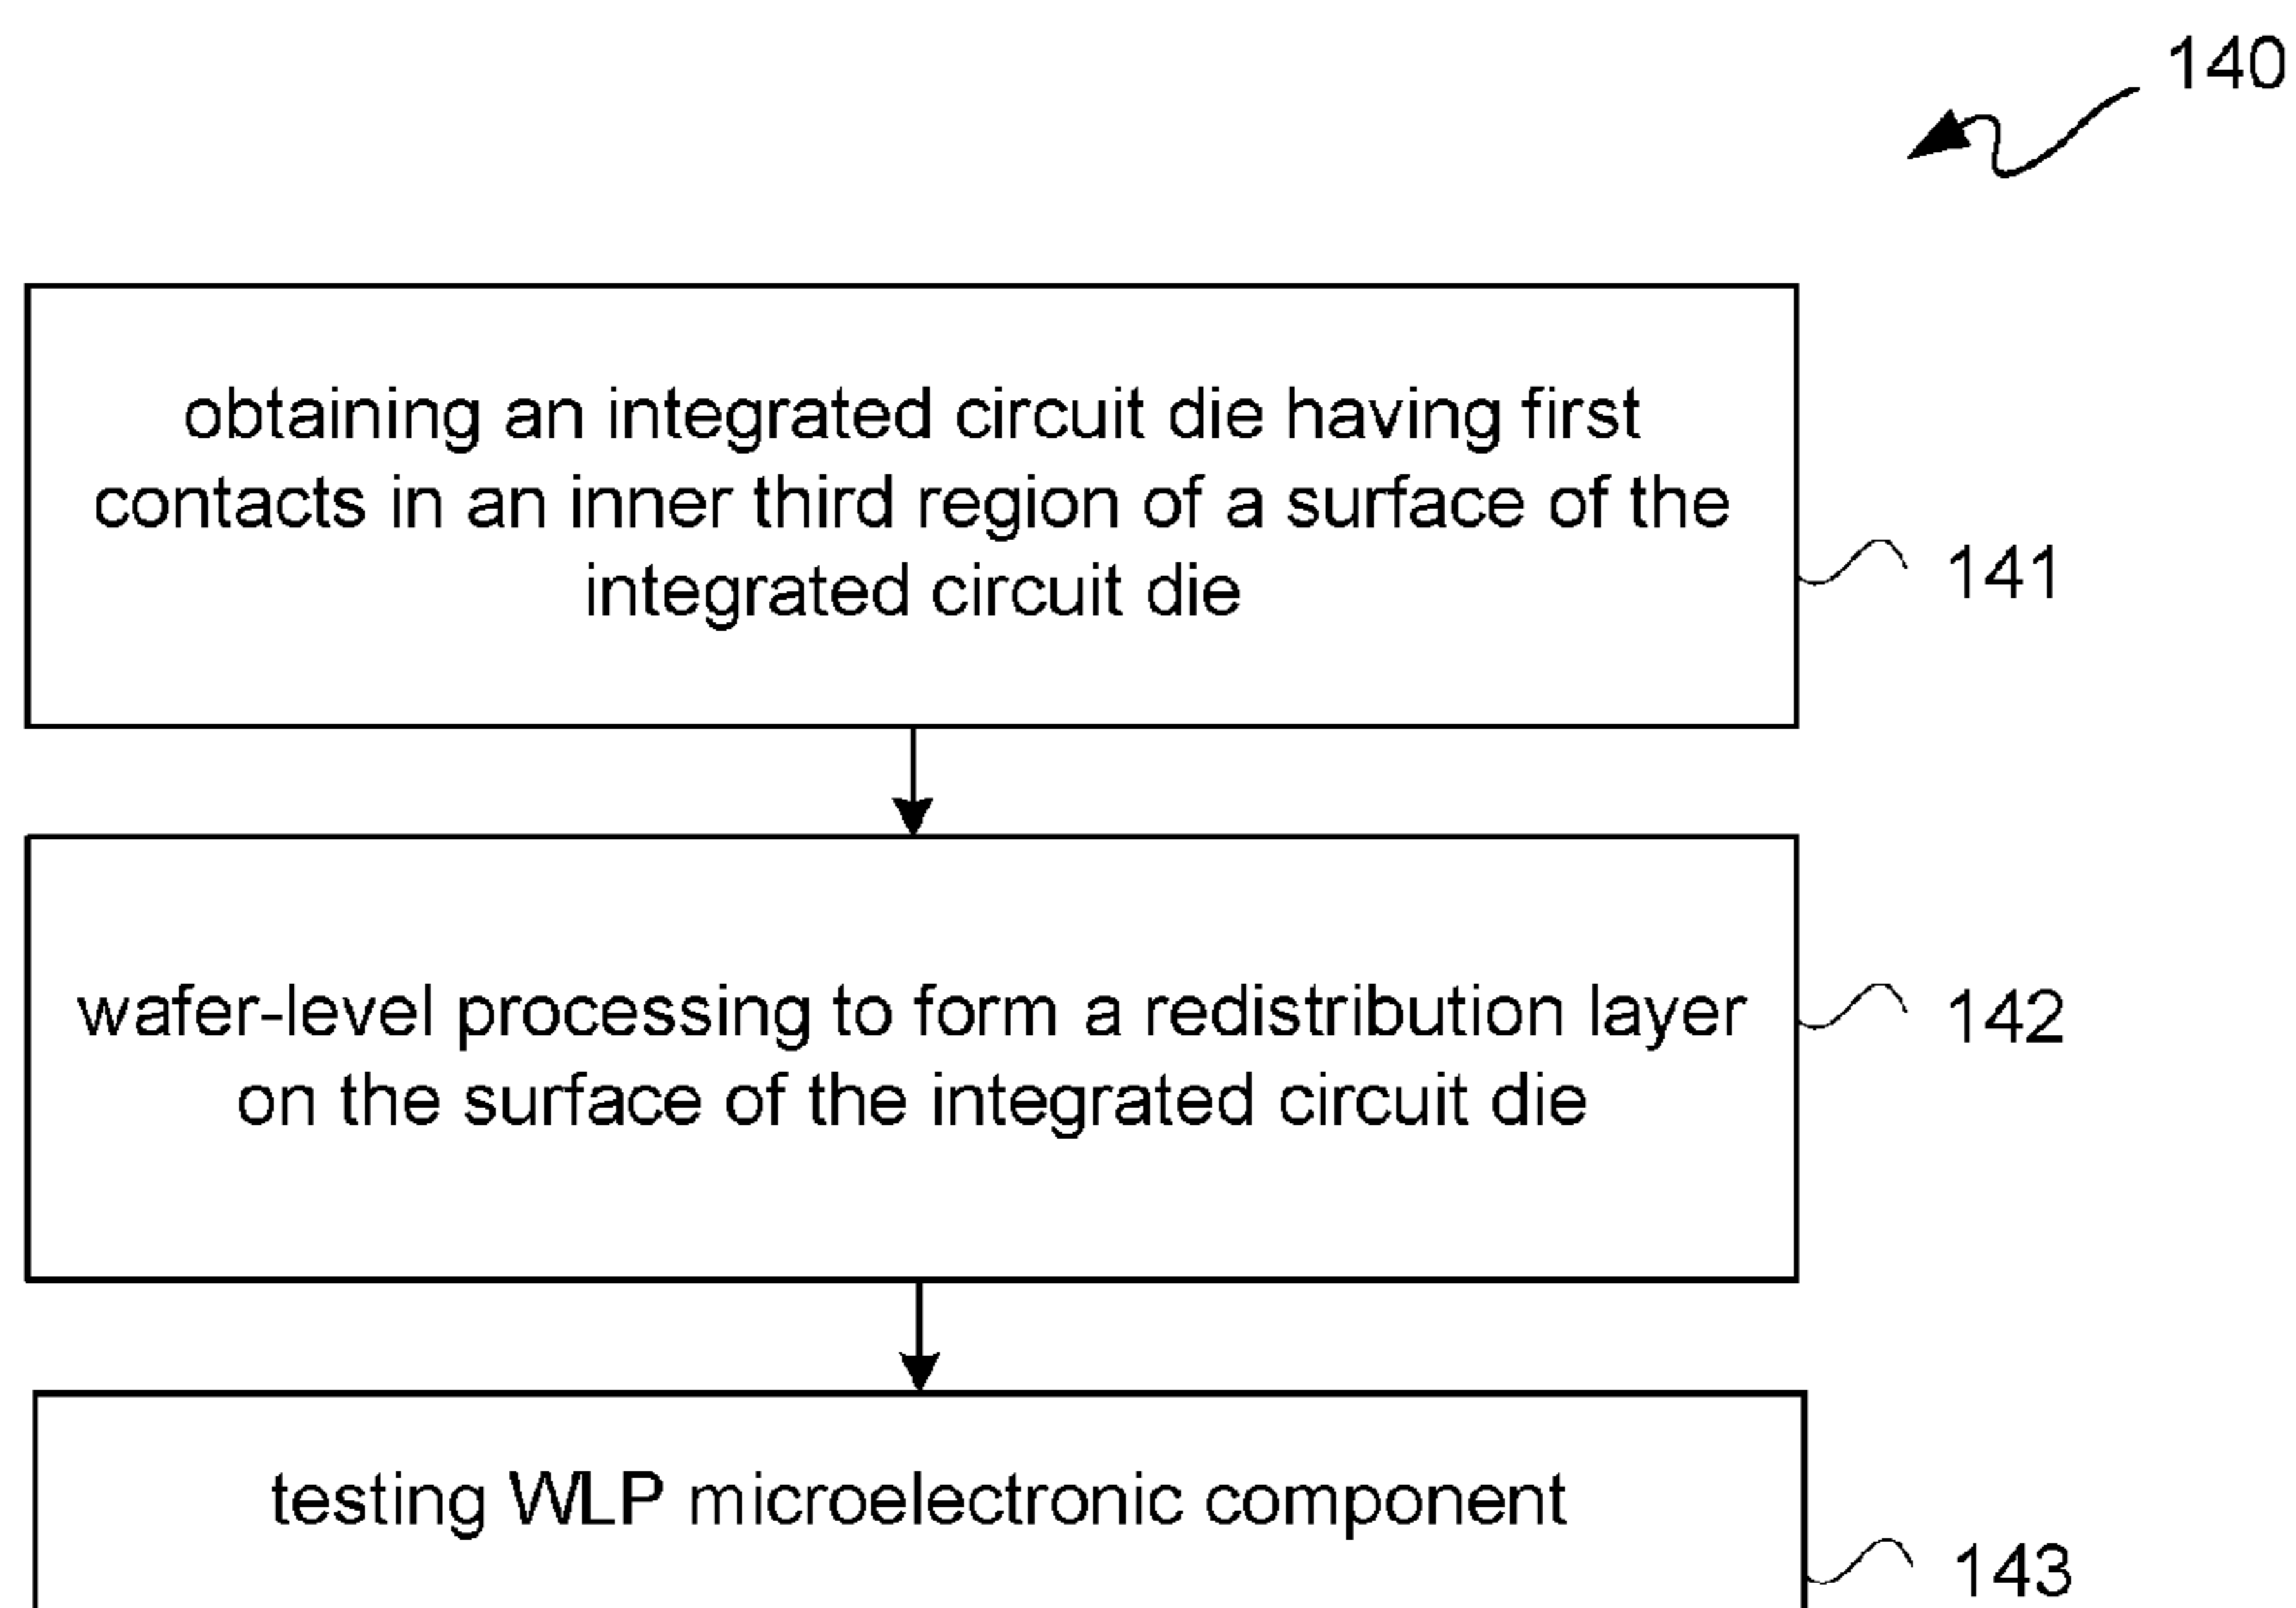 140
obtaining an integrated circuit die having first
contacts in an inner third region of a surface of the
integrated circuit die
141
wafer-level processing to form a redistribution layer
on the surface of the integrated circuit die
142
testing WLP microelectronic component
143